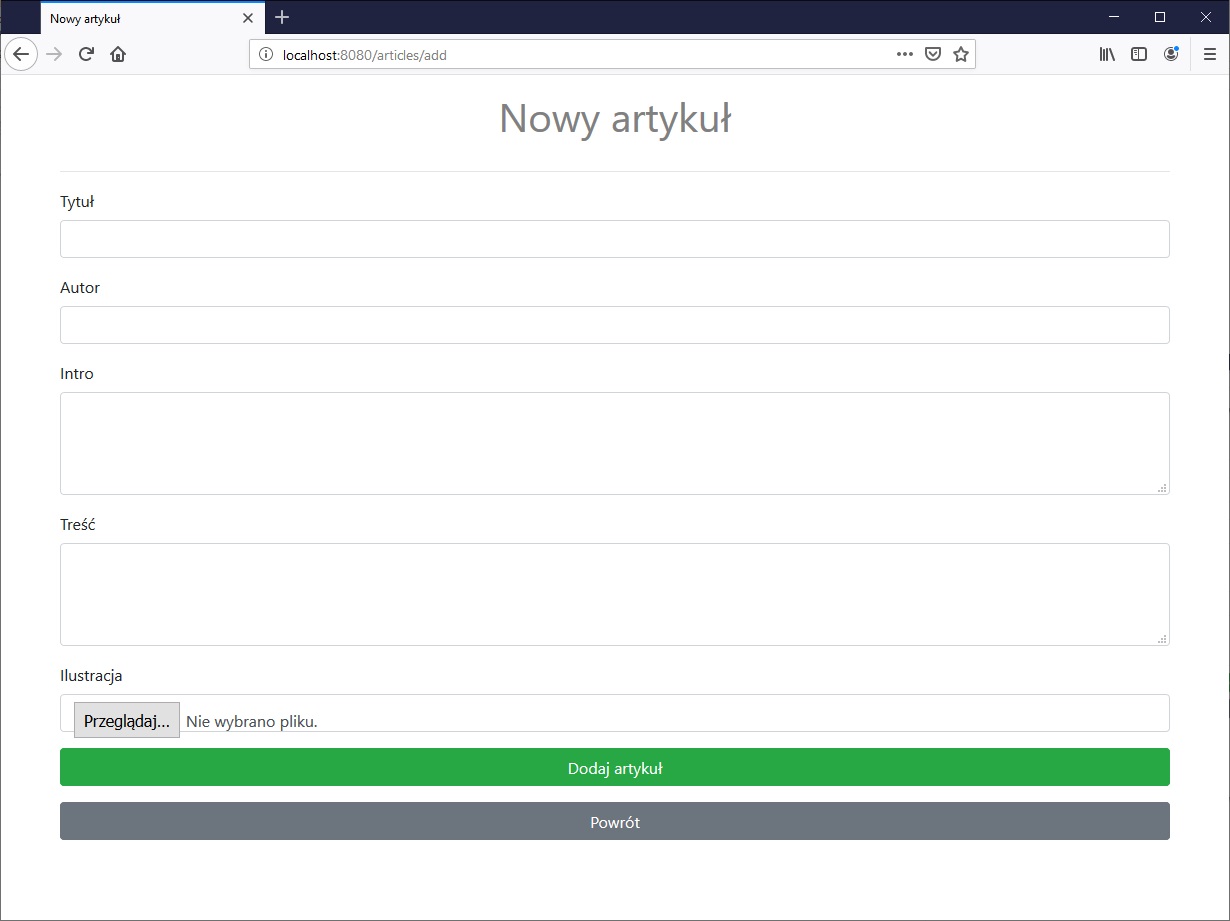 Nowy artykuł
localhost:8080/articles/add
Nowy artykuł
Tytuł
Autor
Intro
Treść
Ilustracja
Przeglądaj... Nie wybrano pliku.
Dodaj artykuł
Powrót